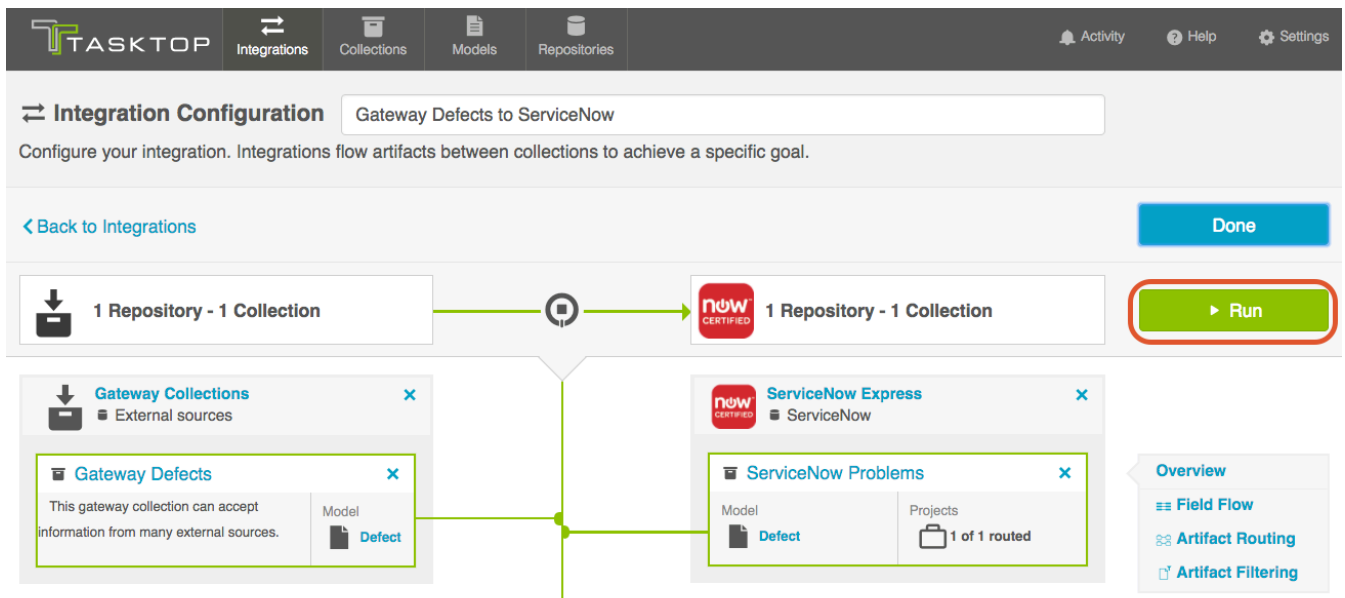 TASKTOP
Integrations
Collections
Models
Repositories
Activity
Help
Settings
Integration Configuration
Gateway Defects to ServiceNow
Configure your integration. Integrations flow artifacts between collections to achieve a specific goal.
Back to Integrations
Done
1 Repository - 1 Collection
now
CERTIFIED
1 Repository - 1 Collection
Run
Gateway Collections
External sources
now
CERTIFIED
ServiceNow Express
ServiceNow
Gateway Defects
This gateway collection can accept
information from many external sources.
Model
Defect
ServiceNow Problems
Model
Defect
Projects
1 of 1 routed
Overview
Field Flow
Artifact Routing
Artifact Filtering